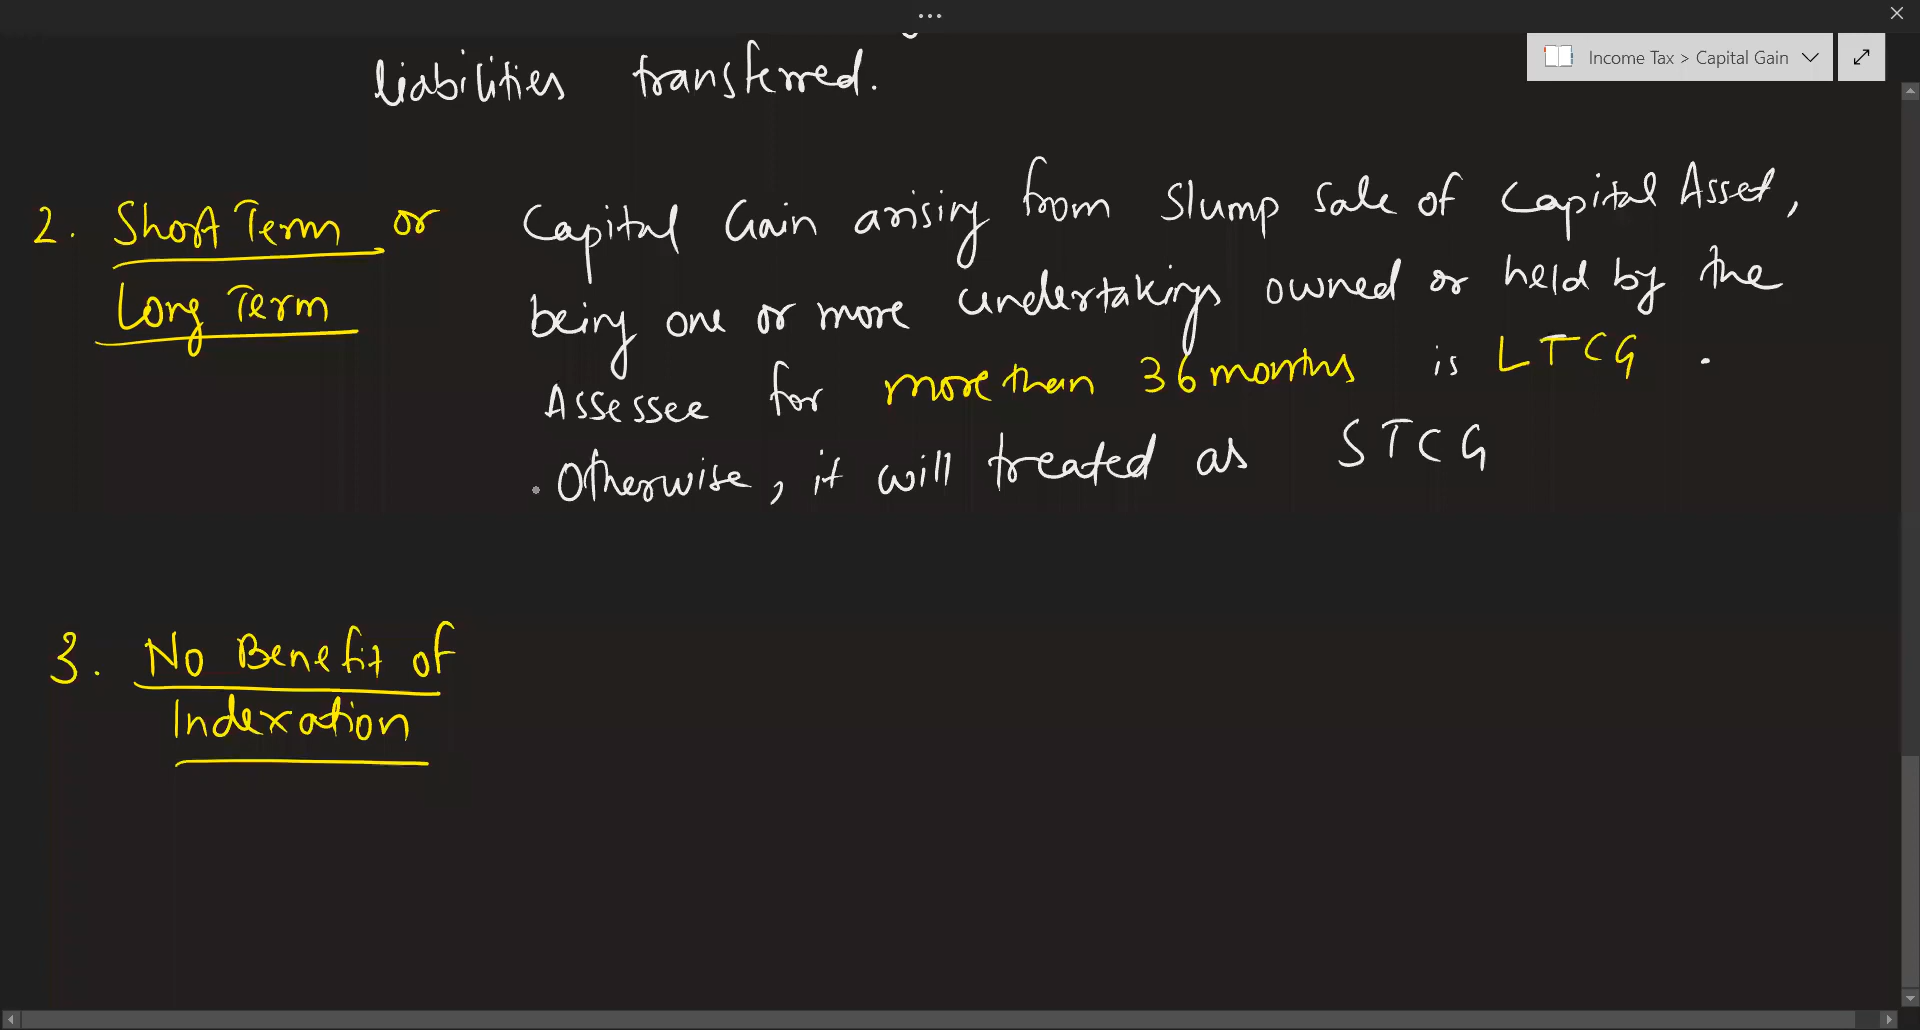 ...
Income Tax > Capital Gain
liabilities transferred.
2. Short Term or
Long Term
Capital Gain arising from Slump Sale of Capital Asset,
being one or more undertakings owned or held by the
Assessee for more than 36 months is LTCG.
Otherwise, it will treated as STCG
3. No Benefit of
Indexation